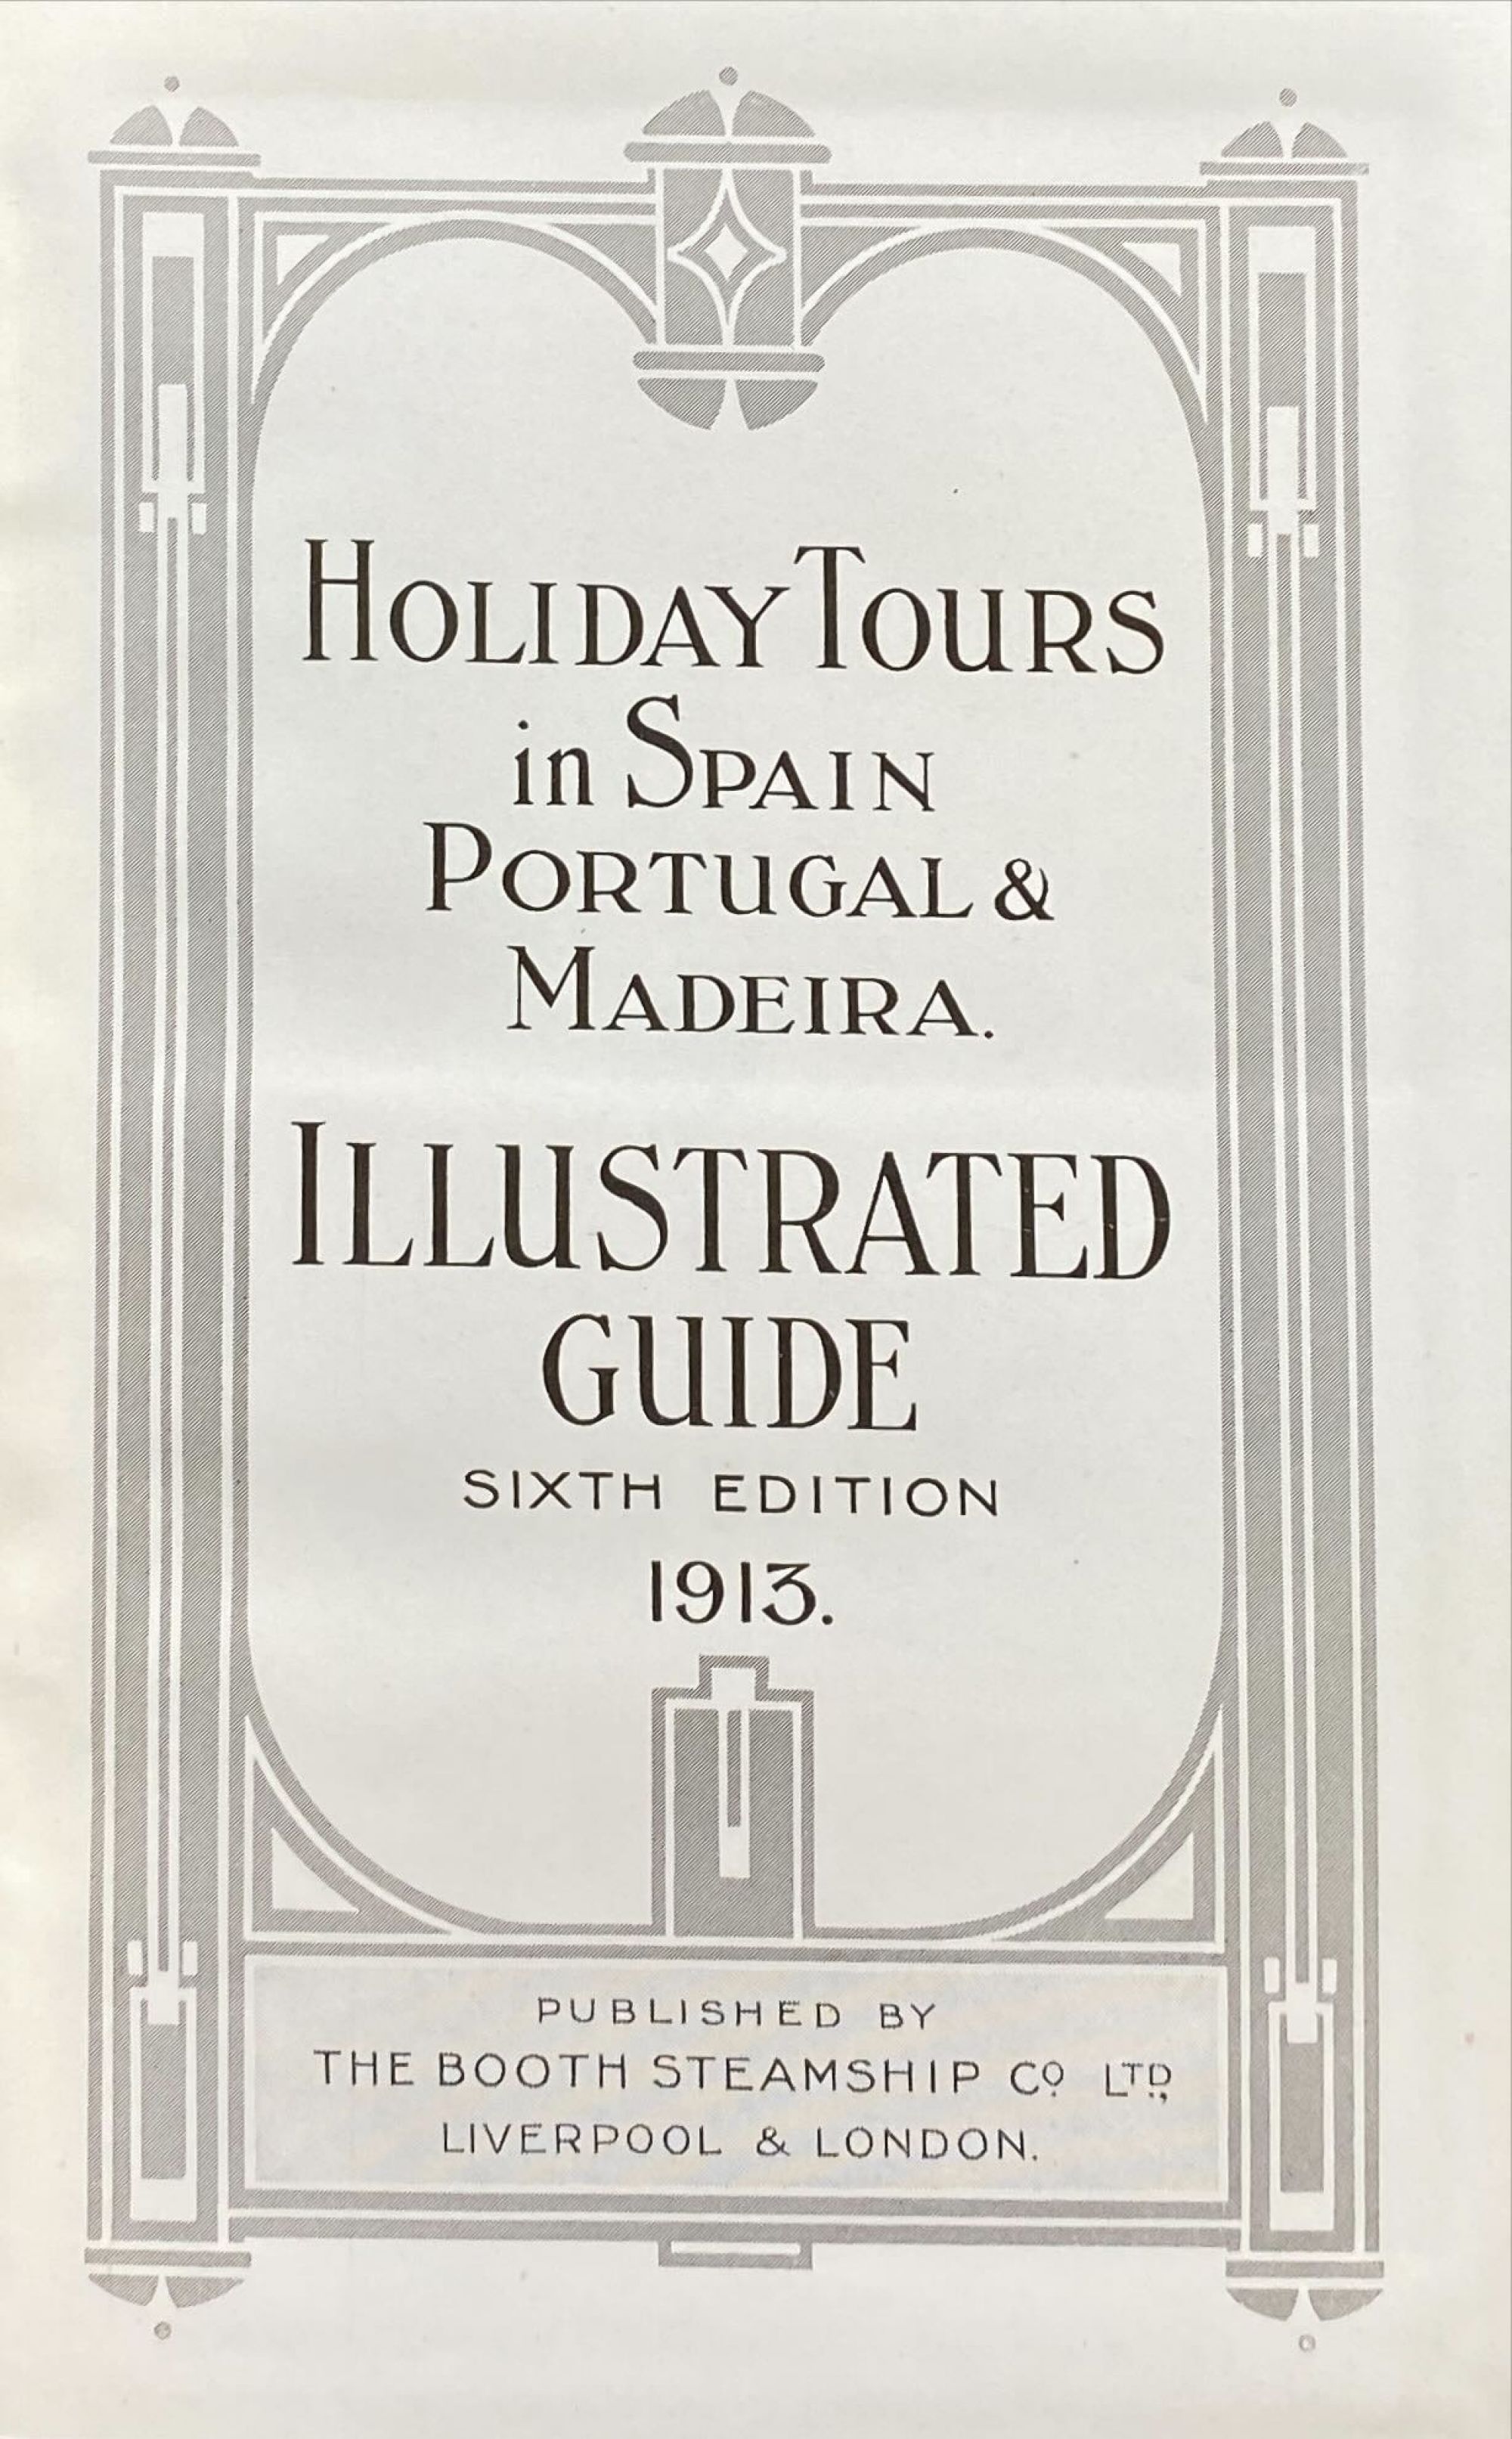 HOLIDAY TOURS
in SPAIN
PORTUGAL &
MADEIRA.
ILLUSTRATED
GUIDE
SIXTH EDITION
1913.
PUBLISHED BY
THE BOOTH STEAMSHIP Cº LTD,
LIVERPOOL & LONDON.